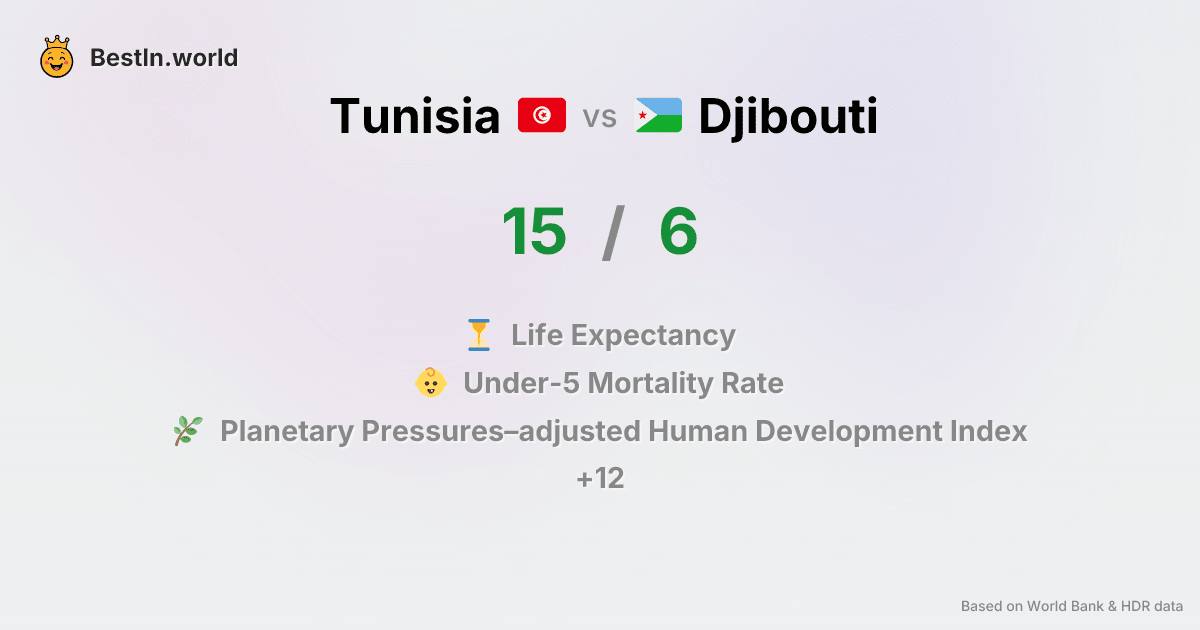 BestIn.world
Tunisia vs Djibouti
15 / 6
Life Expectancy
Under-5 Mortality Rate
Planetary Pressures–adjusted Human Development Index
+12
Based on World Bank & HDR data